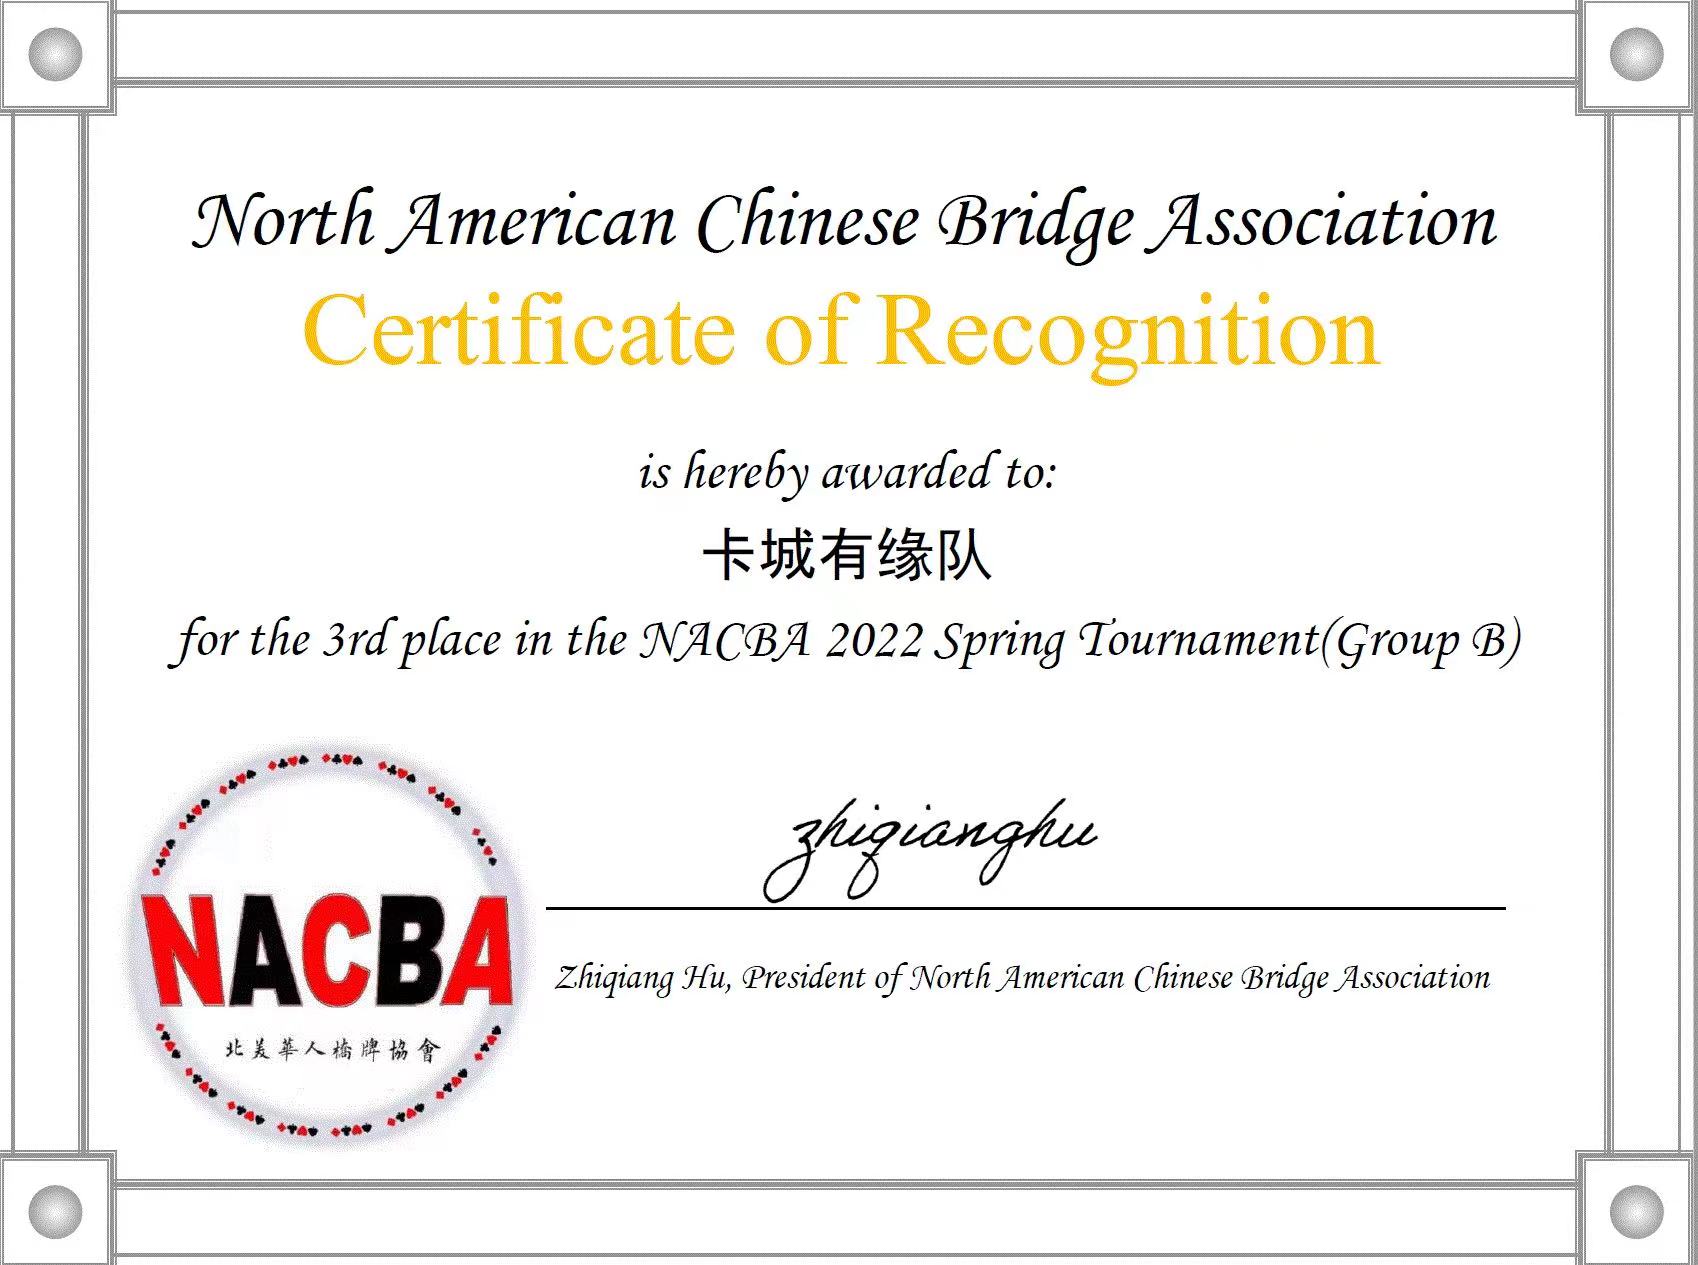 North American Chinese Bridge Association
Certificate of Recognition
is hereby awarded to:
卡城有缘队
for the 3rd place in the NACBA 2022 Spring Tournament(Group B)
zhiqianghu
Zhiqiang Hu, President of North American Chinese Bridge Association
NACBA
北美華人橋牌協會